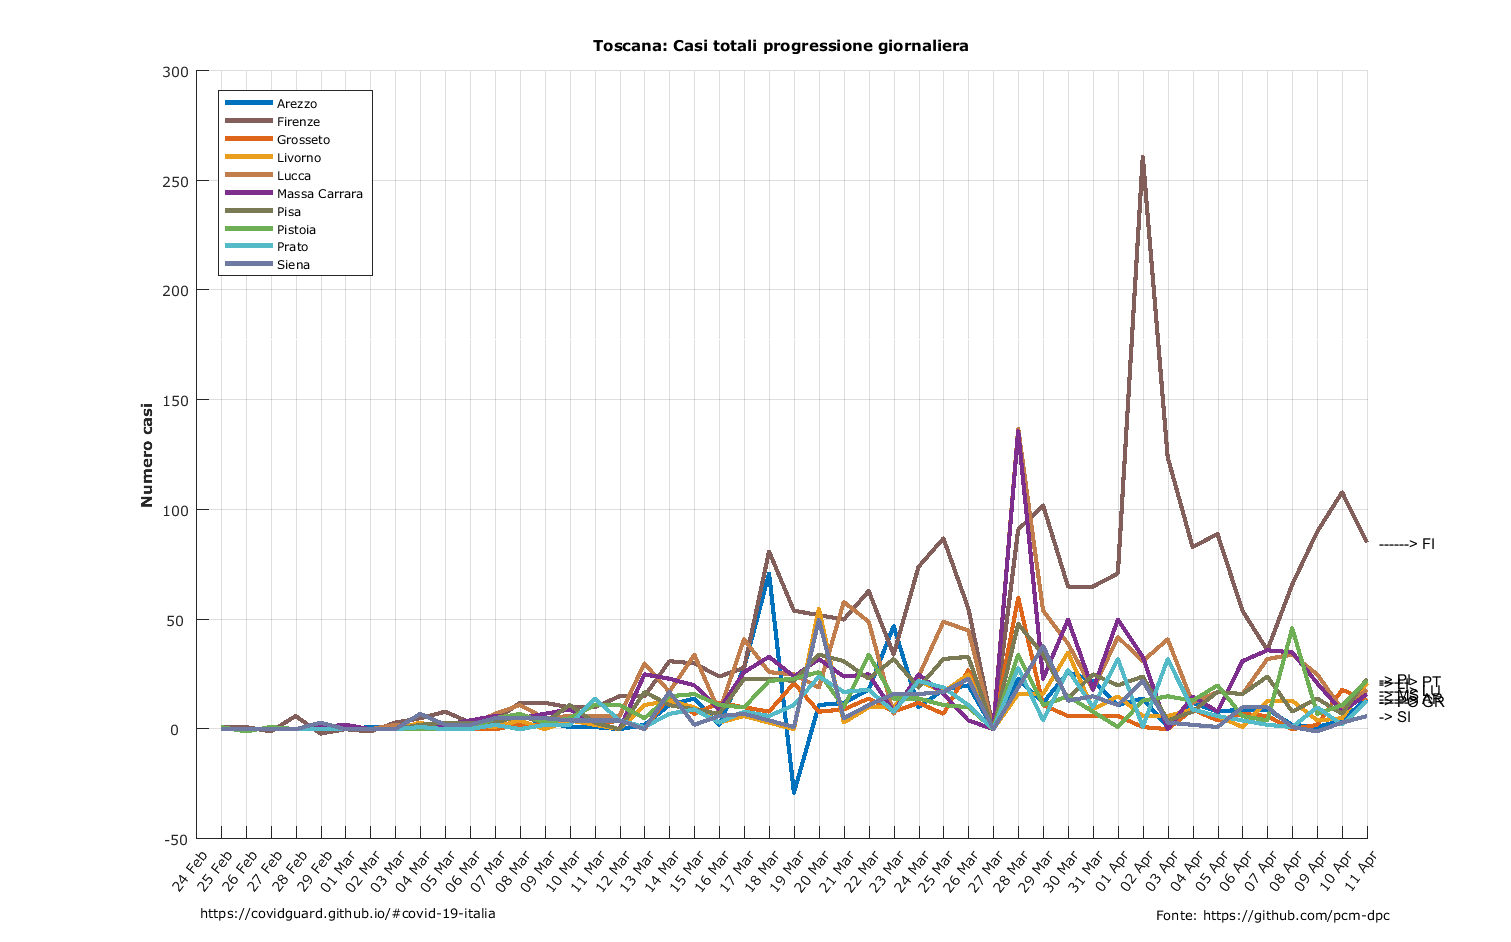 Toscana: Casi totali progressione giornaliera
300
250
200
150
100
50
0
-50
Numero casi
Arezzo
Firenze
Grosseto
Livorno
Lucca
Massa Carrara
Pisa
Pistoia
Prato
Siena
------> FI
-> SI
24 Feb
25 Feb
26 Feb
27 Feb
28 Feb
29 Feb
01 Mar
02 Mar
03 Mar
04 Mar
05 Mar
06 Mar
07 Mar
08 Mar
09 Mar
10 Mar
11 Mar
12 Mar
13 Mar
14 Mar
15 Mar
16 Mar
17 Mar
18 Mar
19 Mar
20 Mar
21 Mar
22 Mar
23 Mar
24 Mar
25 Mar
26 Mar
27 Mar
28 Mar
29 Mar
30 Mar
31 Mar
01 Apr
02 Apr
03 Apr
04 Apr
05 Apr
06 Apr
07 Apr
08 Apr
09 Apr
10 Apr
11 Apr
https://covidguard.github.io/#covid-19-italia
Fonte: https://github.com/pcm-dpc